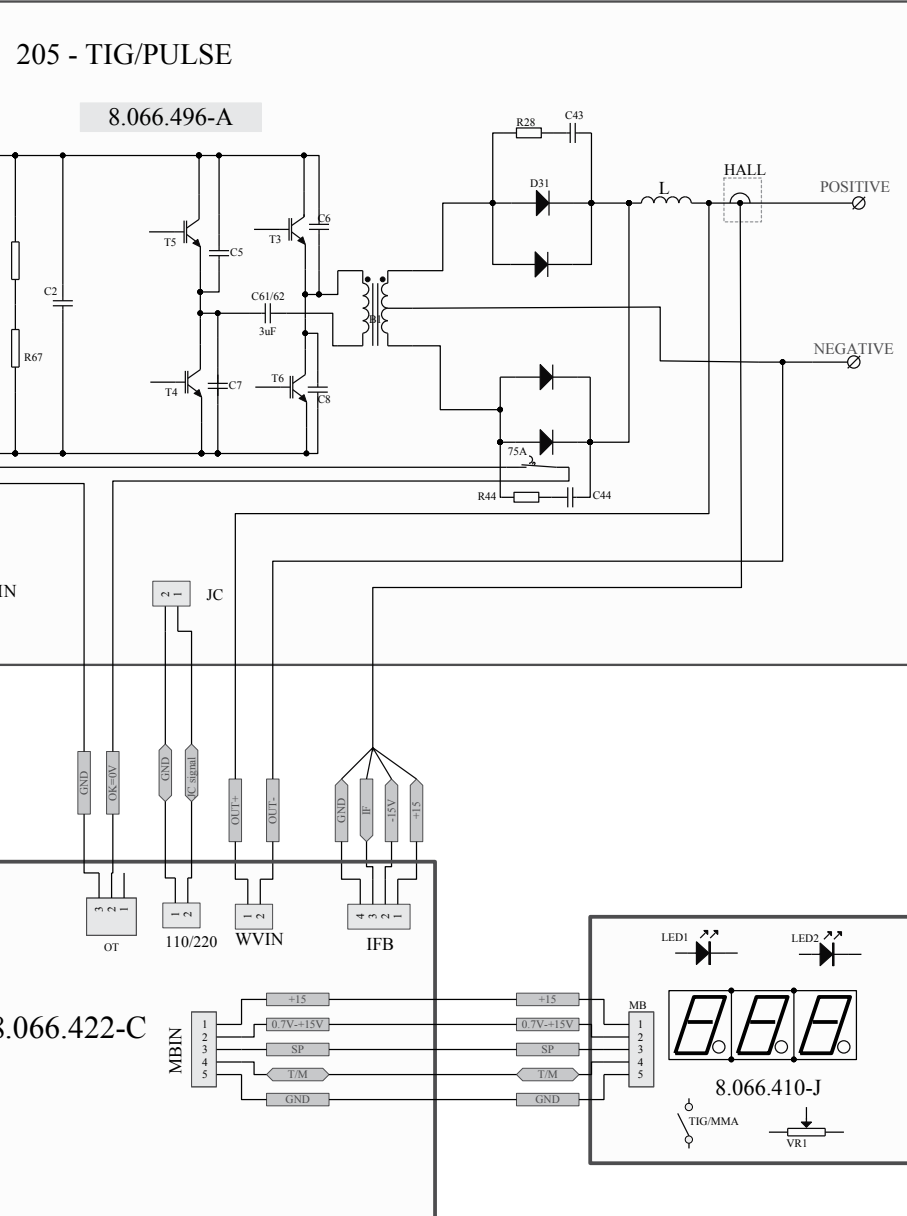 205 - TIG/PULSE
8.066.496-A
R28
C43
D31
L
HALL
POSITIVE
T5
C5
T3
C6
C2
C61/62
3uF
B1
R67
T4
C7
T6
C8
NEGATIVE
75A
R44
C44
IN
2
1
JC
GND
OK=0V
GND
JC signal
OUT+
OUT-
GND
IF
-15V
+15
3
2
1
OT
1
2
110/220
1
2
WVIN
4
3
2
1
IFB
LED1
LED2
8.066.422-C
MBIN
1
2
3
4
5
+15
0.7V-+15V
SP
T/M
GND
+15
0.7V-+15V
SP
T/M
GND
MB
1
2
3
4
5
8.066.410-J
TIG/MMA
VR1